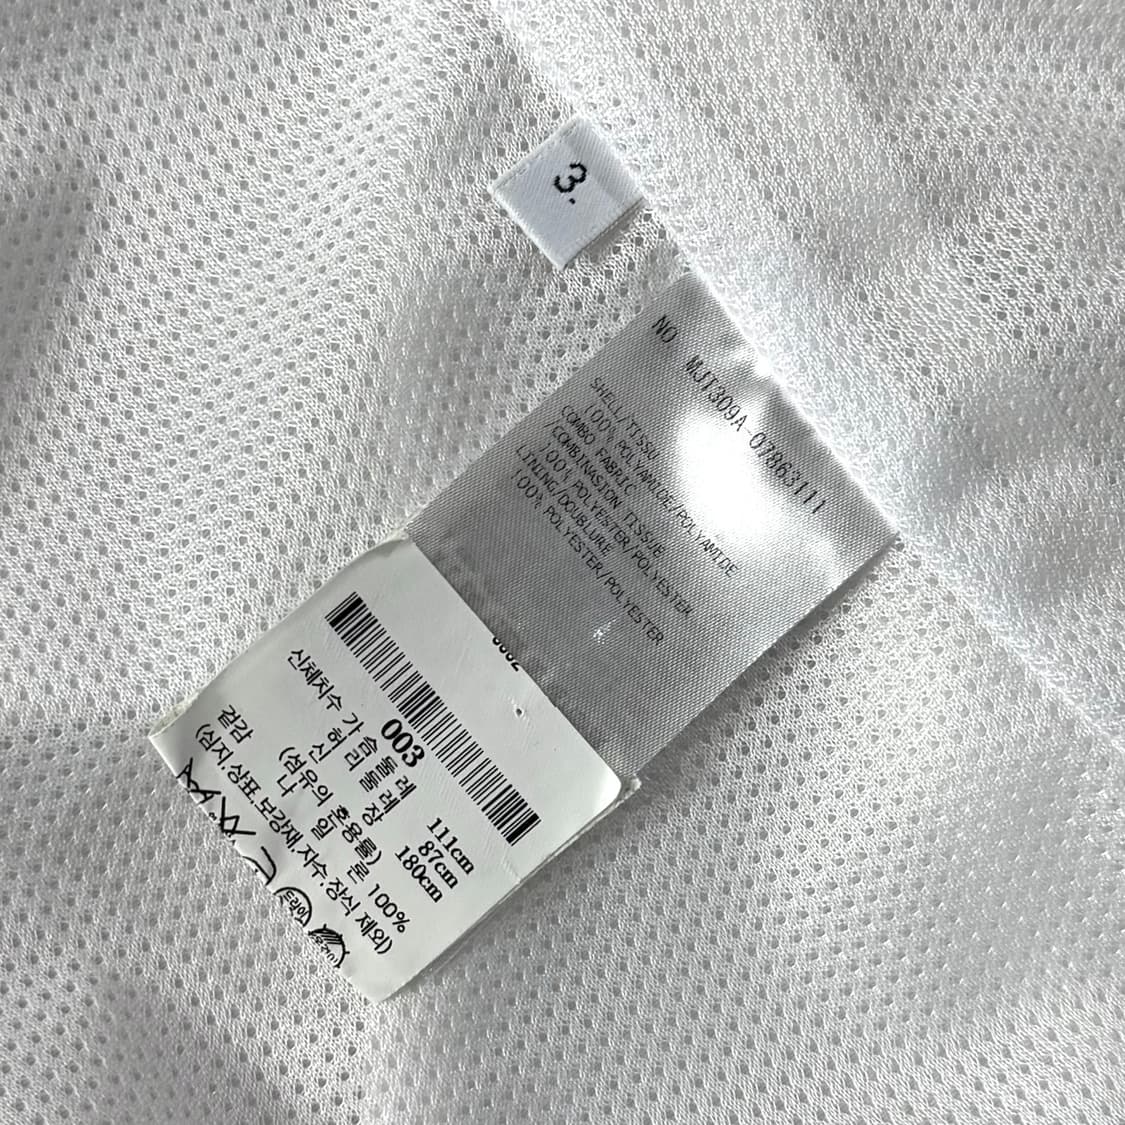 3.
NO MJT309A-07863111
SHELL/TISSU
100% POLYAMIDE/POLYAMIDE
COMBO FABRIC
/COMBINASION TISSUE
100% POLYESTER/POLYESTER
LINING/DOUBLURE
100% POLYESTER/POLYESTER
003
신체치수 가 슴 둘 레 111cm
허 리 둘 레 87cm
신 장 180cm
(섬유의 혼용률)
겉감 나 일 론 100%
(심지,상표,보강재,자수,장식 제외)